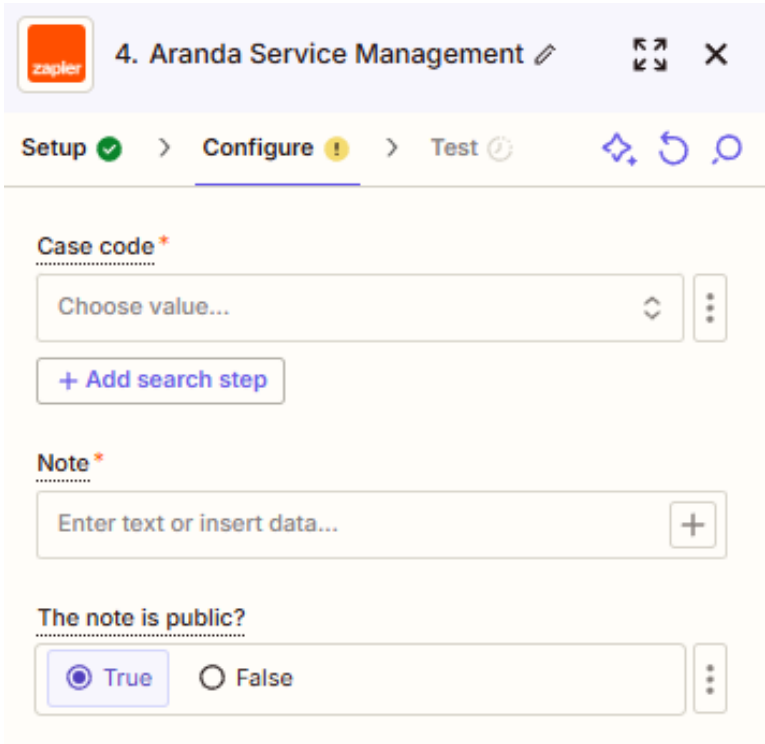 zapier
4. Aranda Service Management
Setup
Configure !
Test
Case code*
Choose value...
+ Add search step
Note*
Enter text or insert data...
The note is public?
True False